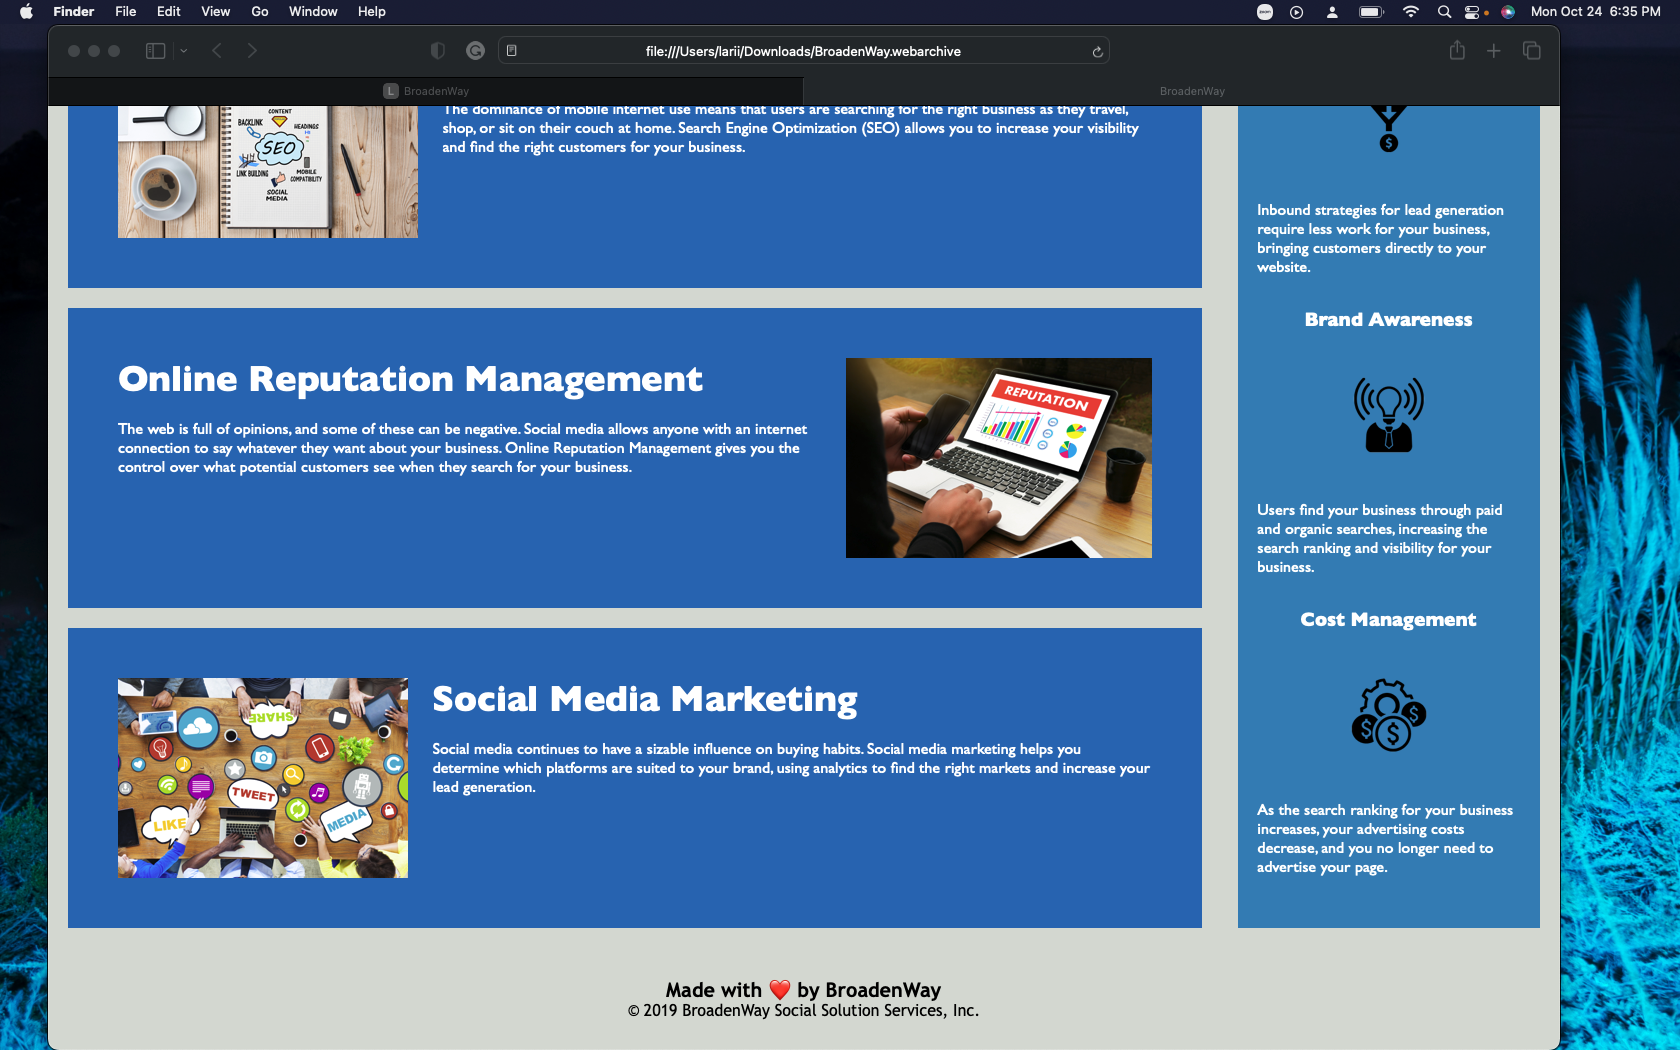 Finder File Edit View Go Window Help
zoom
Mon Oct 24 6:35 PM
file:///Users/larii/Downloads/BroadenWay.webarchive
L BroadenWay
BroadenWay
CONTENT
BACKLINK
HEADINGS
SEO
LINK BUILDING
MOBILE
COMPATIBILITY
SOCIAL
MEDIA
The dominance of mobile internet use means that users are searching for the right business as they travel,
shop, or sit on their couch at home. Search Engine Optimization (SEO) allows you to increase your visibility
and find the right customers for your business.
Online Reputation Management
The web is full of opinions, and some of these can be negative. Social media allows anyone with an internet
connection to say whatever they want about your business. Online Reputation Management gives you the
control over what potential customers see when they search for your business.
REPUTATION
SHARE
TWEET
LIKE
MEDIA
Social Media Marketing
Social media continues to have a sizable influence on buying habits. Social media marketing helps you
determine which platforms are suited to your brand, using analytics to find the right markets and increase your
lead generation.
$
Inbound strategies for lead generation
require less work for your business,
bringing customers directly to your
website.
Brand Awareness
Users find your business through paid
and organic searches, increasing the
search ranking and visibility for your
business.
Cost Management
$ $ $
As the search ranking for your business
increases, your advertising costs
decrease, and you no longer need to
advertise your page.
Made with ❤️ by BroadenWay
© 2019 BroadenWay Social Solution Services, Inc.